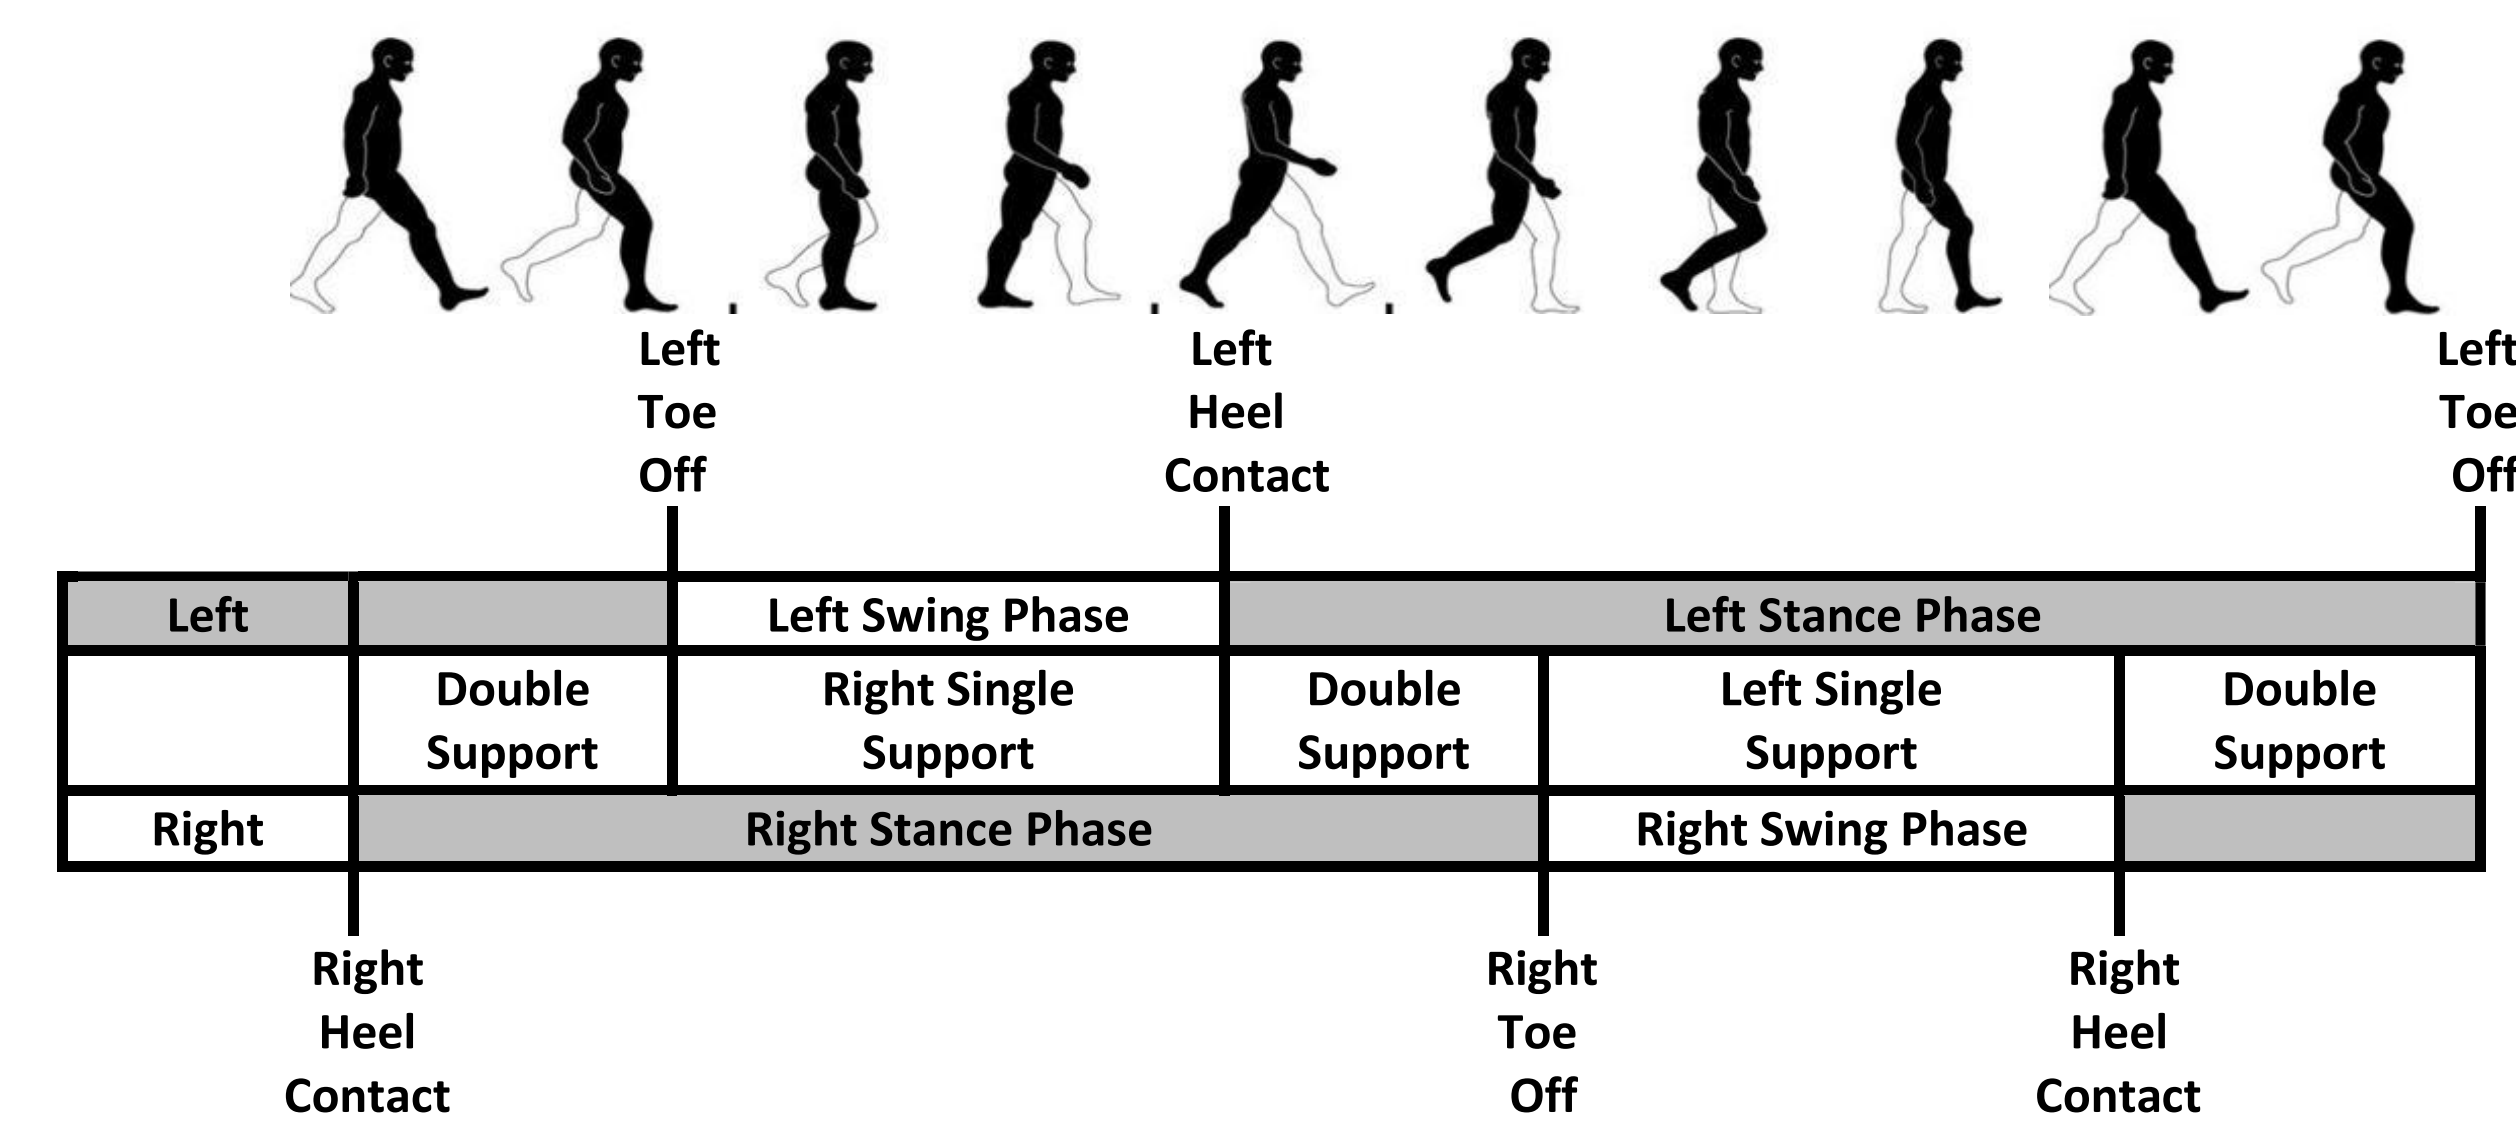 Left
Toe
Off
Left
Heel
Contact
Left
Toe
Off
Left
Left Swing Phase
Left Stance Phase
Double
Support
Right Single
Support
Double
Support
Left Single
Support
Double
Support
Right
Right Stance Phase
Right Swing Phase
Right
Heel
Contact
Right
Toe
Off
Right
Heel
Contact